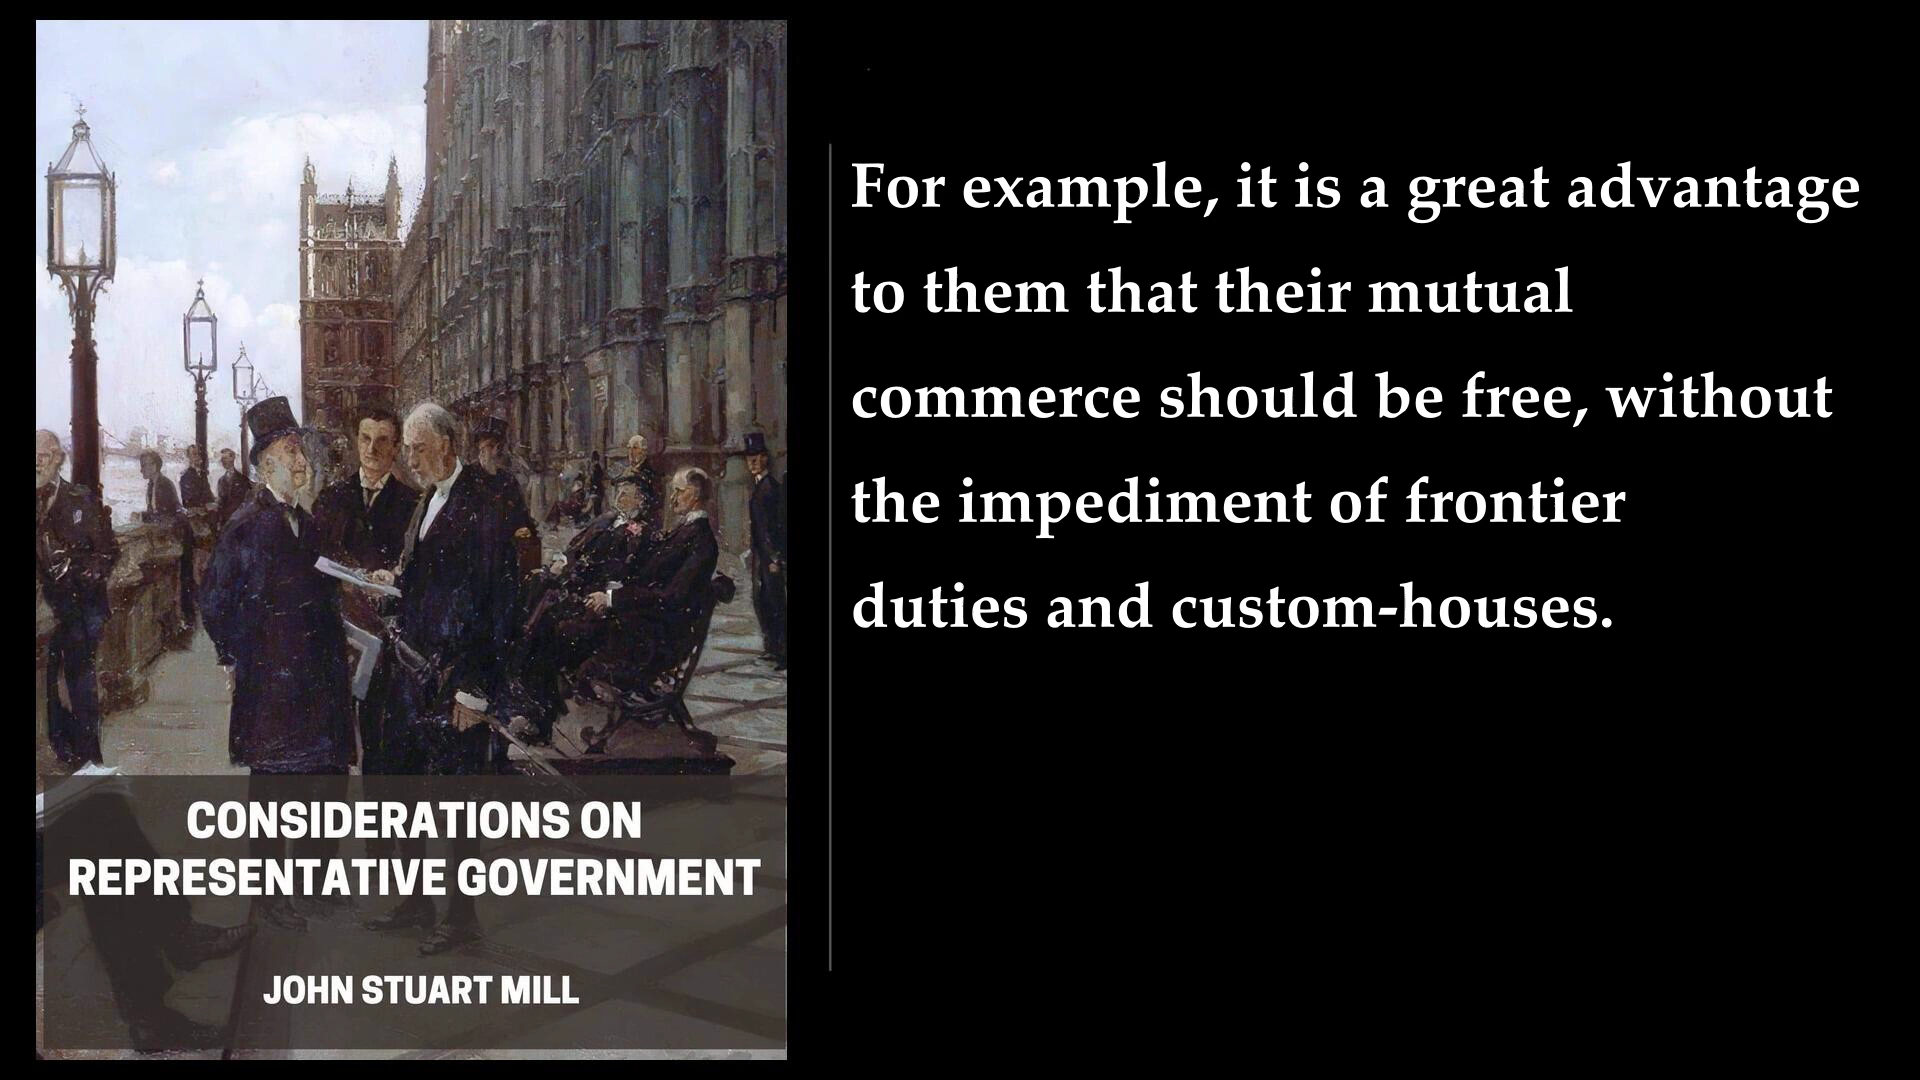 For example, it is a great advantage
to them that their mutual
commerce should be free, without
the impediment of frontier
duties and custom-houses.
CONSIDERATIONS ON
REPRESENTATIVE GOVERNMENT
JOHN STUART MILL